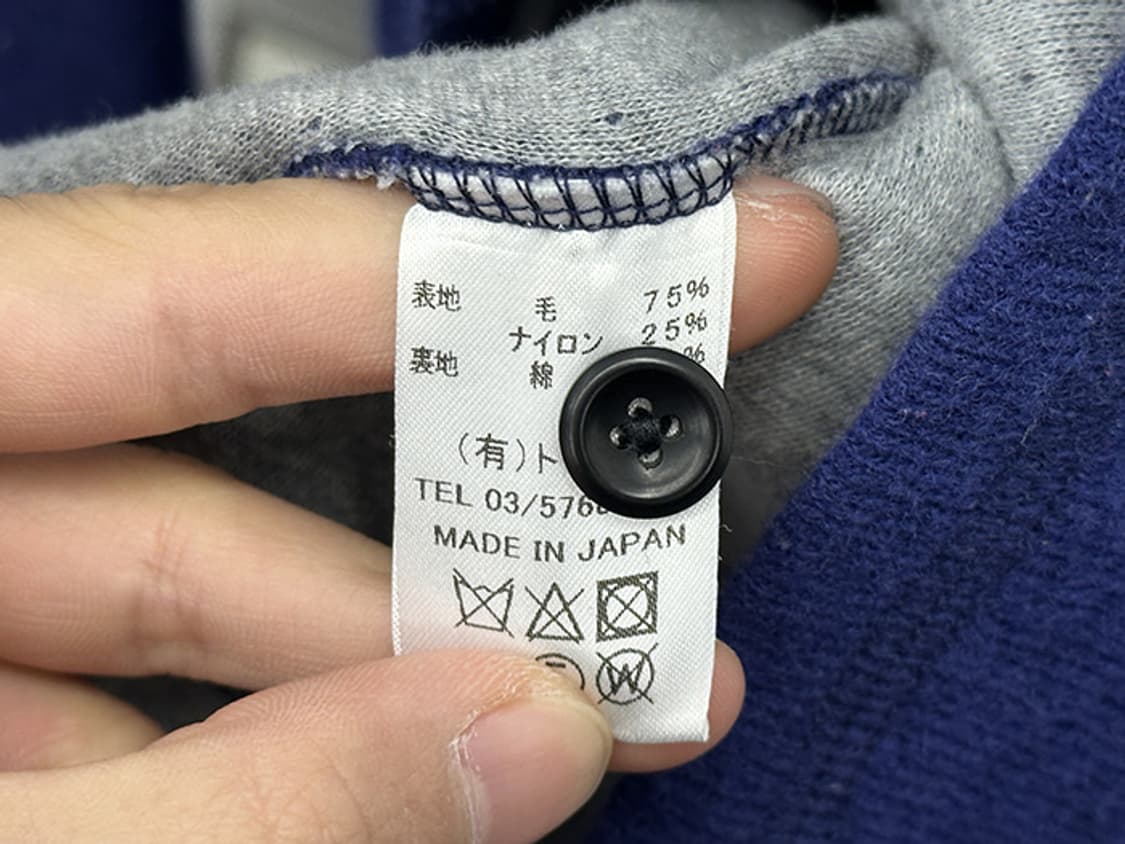 表地 毛 75%
ナイロン 25%
裏地 綿 %
(有)ト
TEL 03/576
MADE IN JAPAN
W